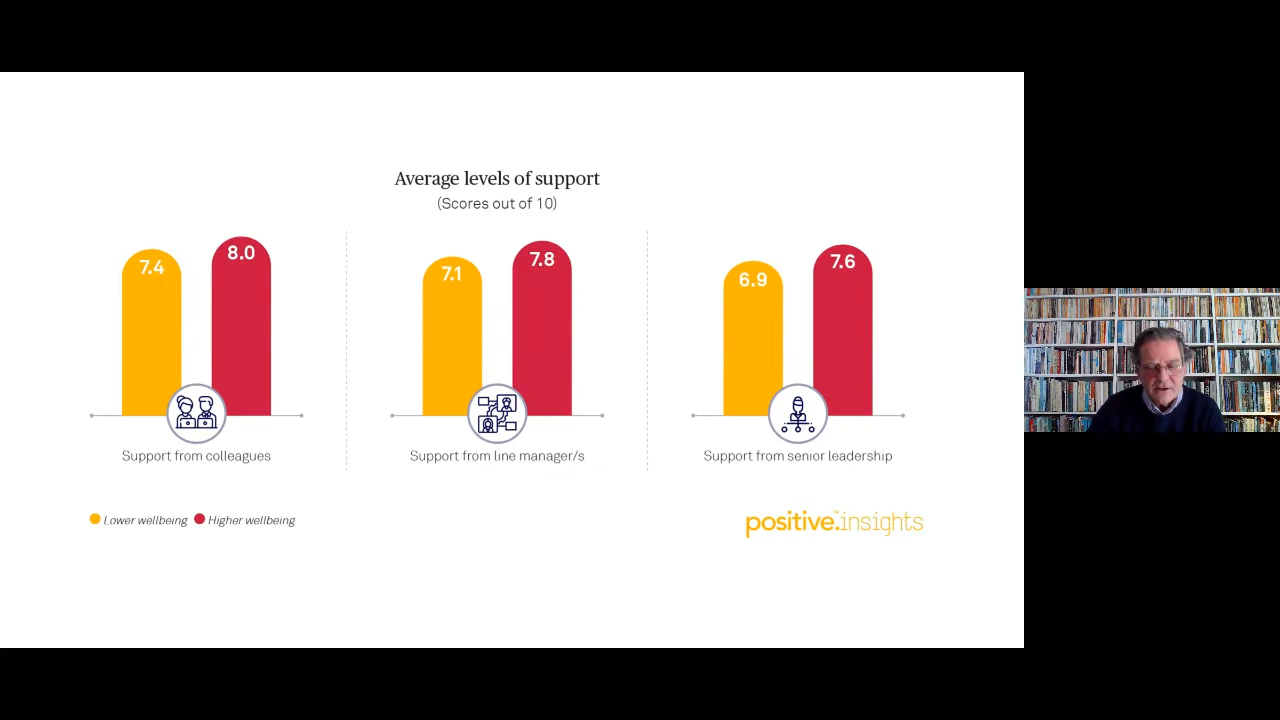 Average levels of support
(Scores out of 10)
7.4
8.0
7.1
7.8
6.9
7.6
Support from colleagues
Support from line manager/s
Support from senior leadership
Lower wellbeing
Higher wellbeing
positive.™insights